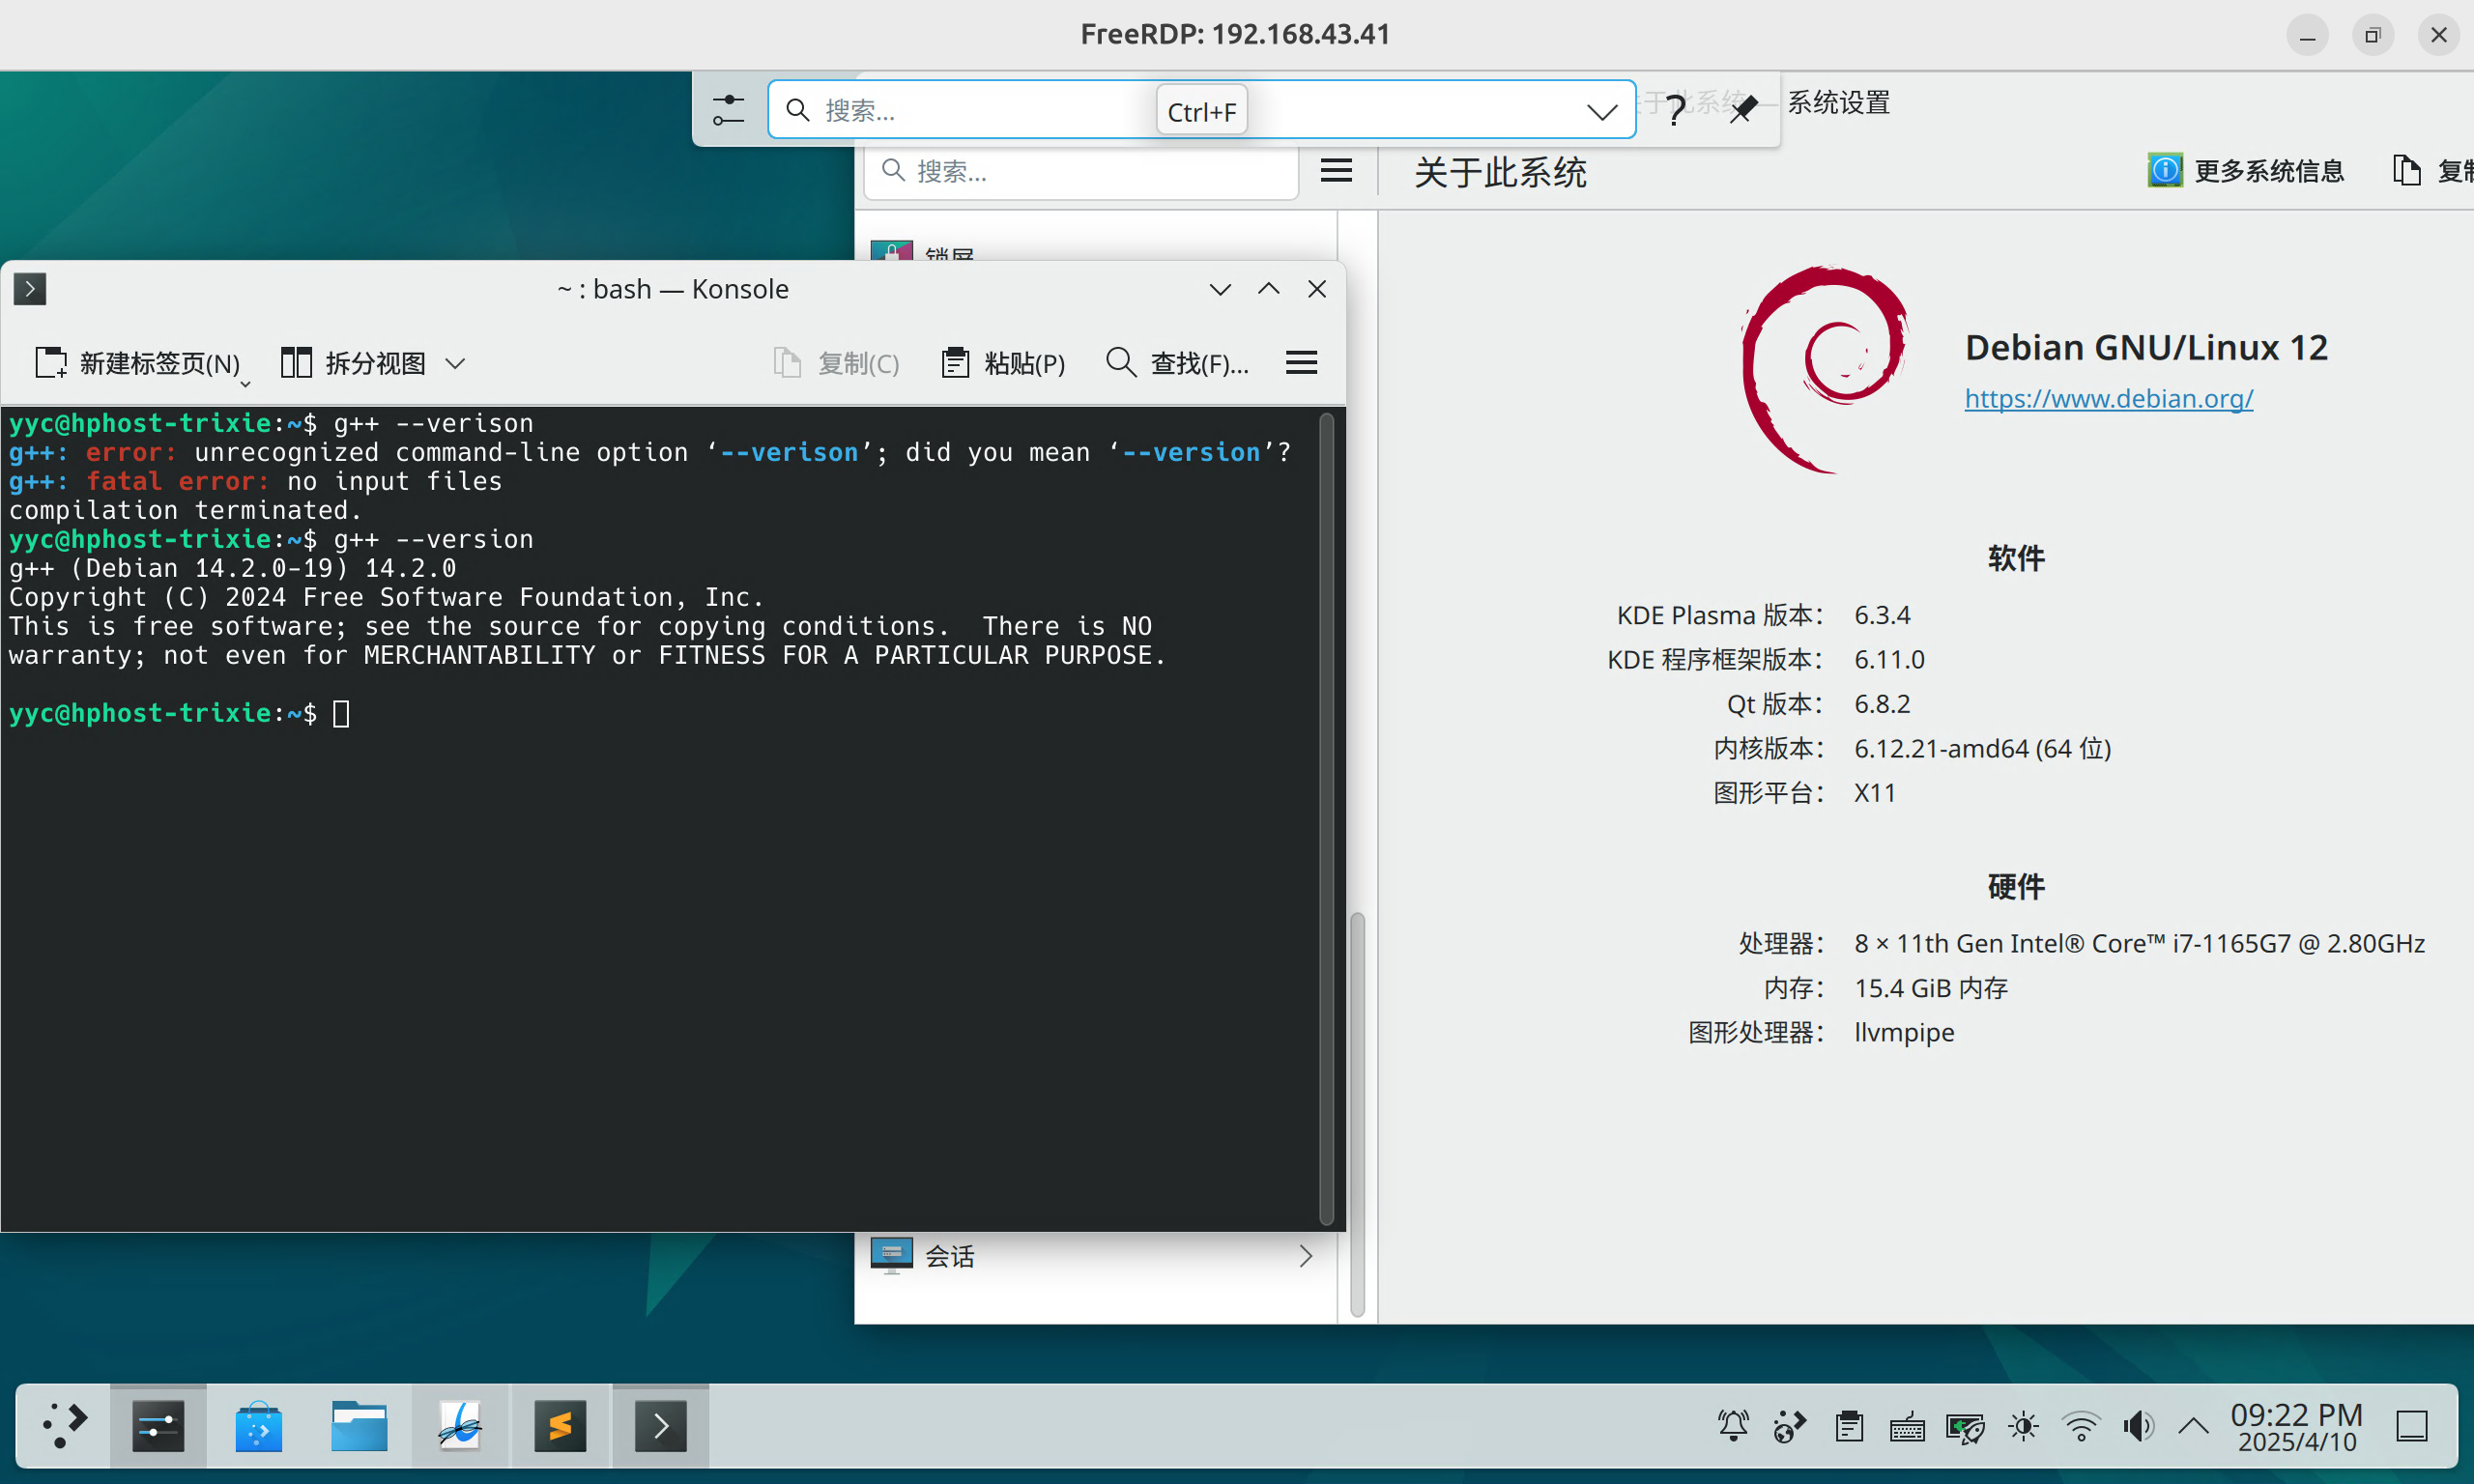 FreeRDP: 192.168.43.41
搜索...
Ctrl+F
关于此系统 — 系统设置
搜索...
关于此系统
更多系统信息
复制
锁屏
~ : bash — Konsole
新建标签页(N)
拆分视图
复制(C)
粘贴(P)
查找(F)...
yyc@hphost-trixie:~$ g++ --verison
g++: error: unrecognized command-line option ‘--verison’; did you mean ‘--version’?
g++: fatal error: no input files
compilation terminated.
yyc@hphost-trixie:~$ g++ --version
g++ (Debian 14.2.0-19) 14.2.0
Copyright (C) 2024 Free Software Foundation, Inc.
This is free software; see the source for copying conditions.  There is NO
warranty; not even for MERCHANTABILITY or FITNESS FOR A PARTICULAR PURPOSE.
yyc@hphost-trixie:~$
Debian GNU/Linux 12
https://www.debian.org/
软件
KDE Plasma 版本： 6.3.4
KDE 程序框架版本： 6.11.0
Qt 版本： 6.8.2
内核版本： 6.12.21-amd64 (64 位)
图形平台： X11
硬件
处理器： 8 × 11th Gen Intel® Core™ i7-1165G7 @ 2.80GHz
内存： 15.4 GiB 内存
图形处理器： llvmpipe
会话
09:22 PM
2025/4/10